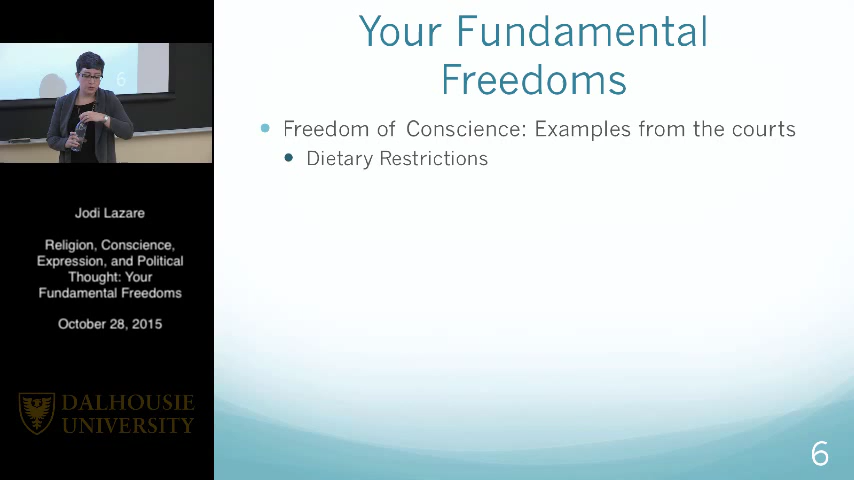 Your Fundamental
Freedoms
Freedom of Conscience: Examples from the courts
Dietary Restrictions
6
6
Jodi Lazare
Religion, Conscience,
Expression, and Political
Thought: Your
Fundamental Freedoms
October 28, 2015
DALHOUSIE
UNIVERSITY